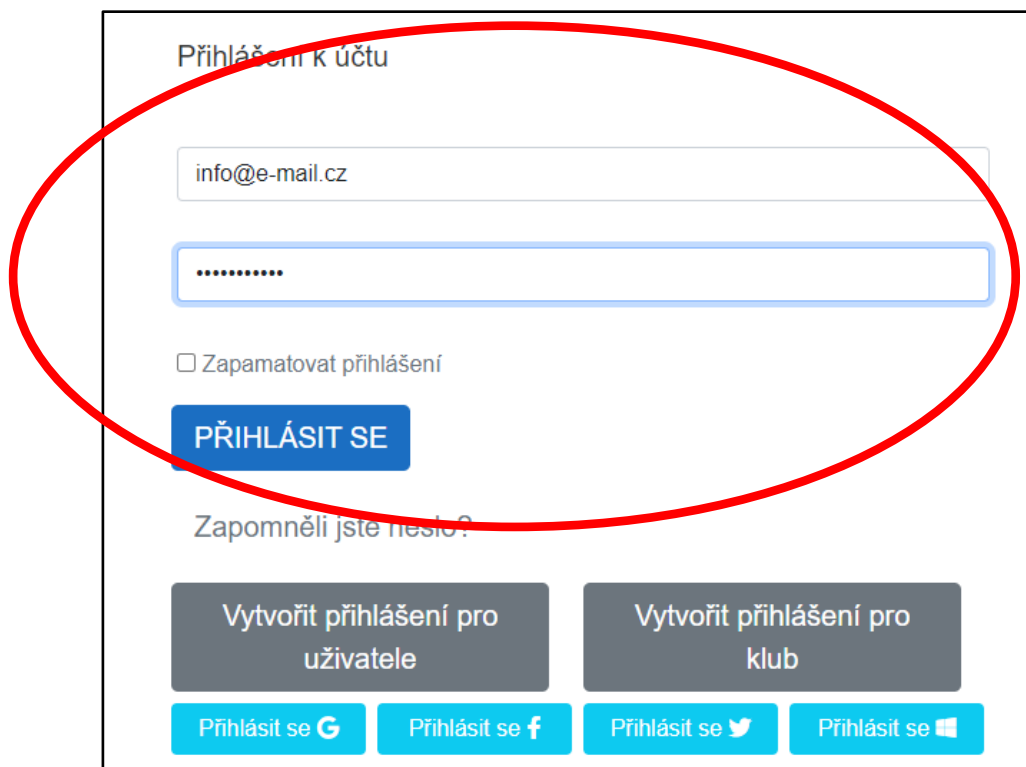 Přihlášení k účtu
info@e-mail.cz
•••••••••••
Zapamatovat přihlášení
PŘIHLÁSIT SE
Zapomněli jste heslo?
Vytvořit přihlášení pro
uživatele
Vytvořit přihlášení pro
klub
Přihlásit se Přihlásit se Přihlásit se Přihlásit se